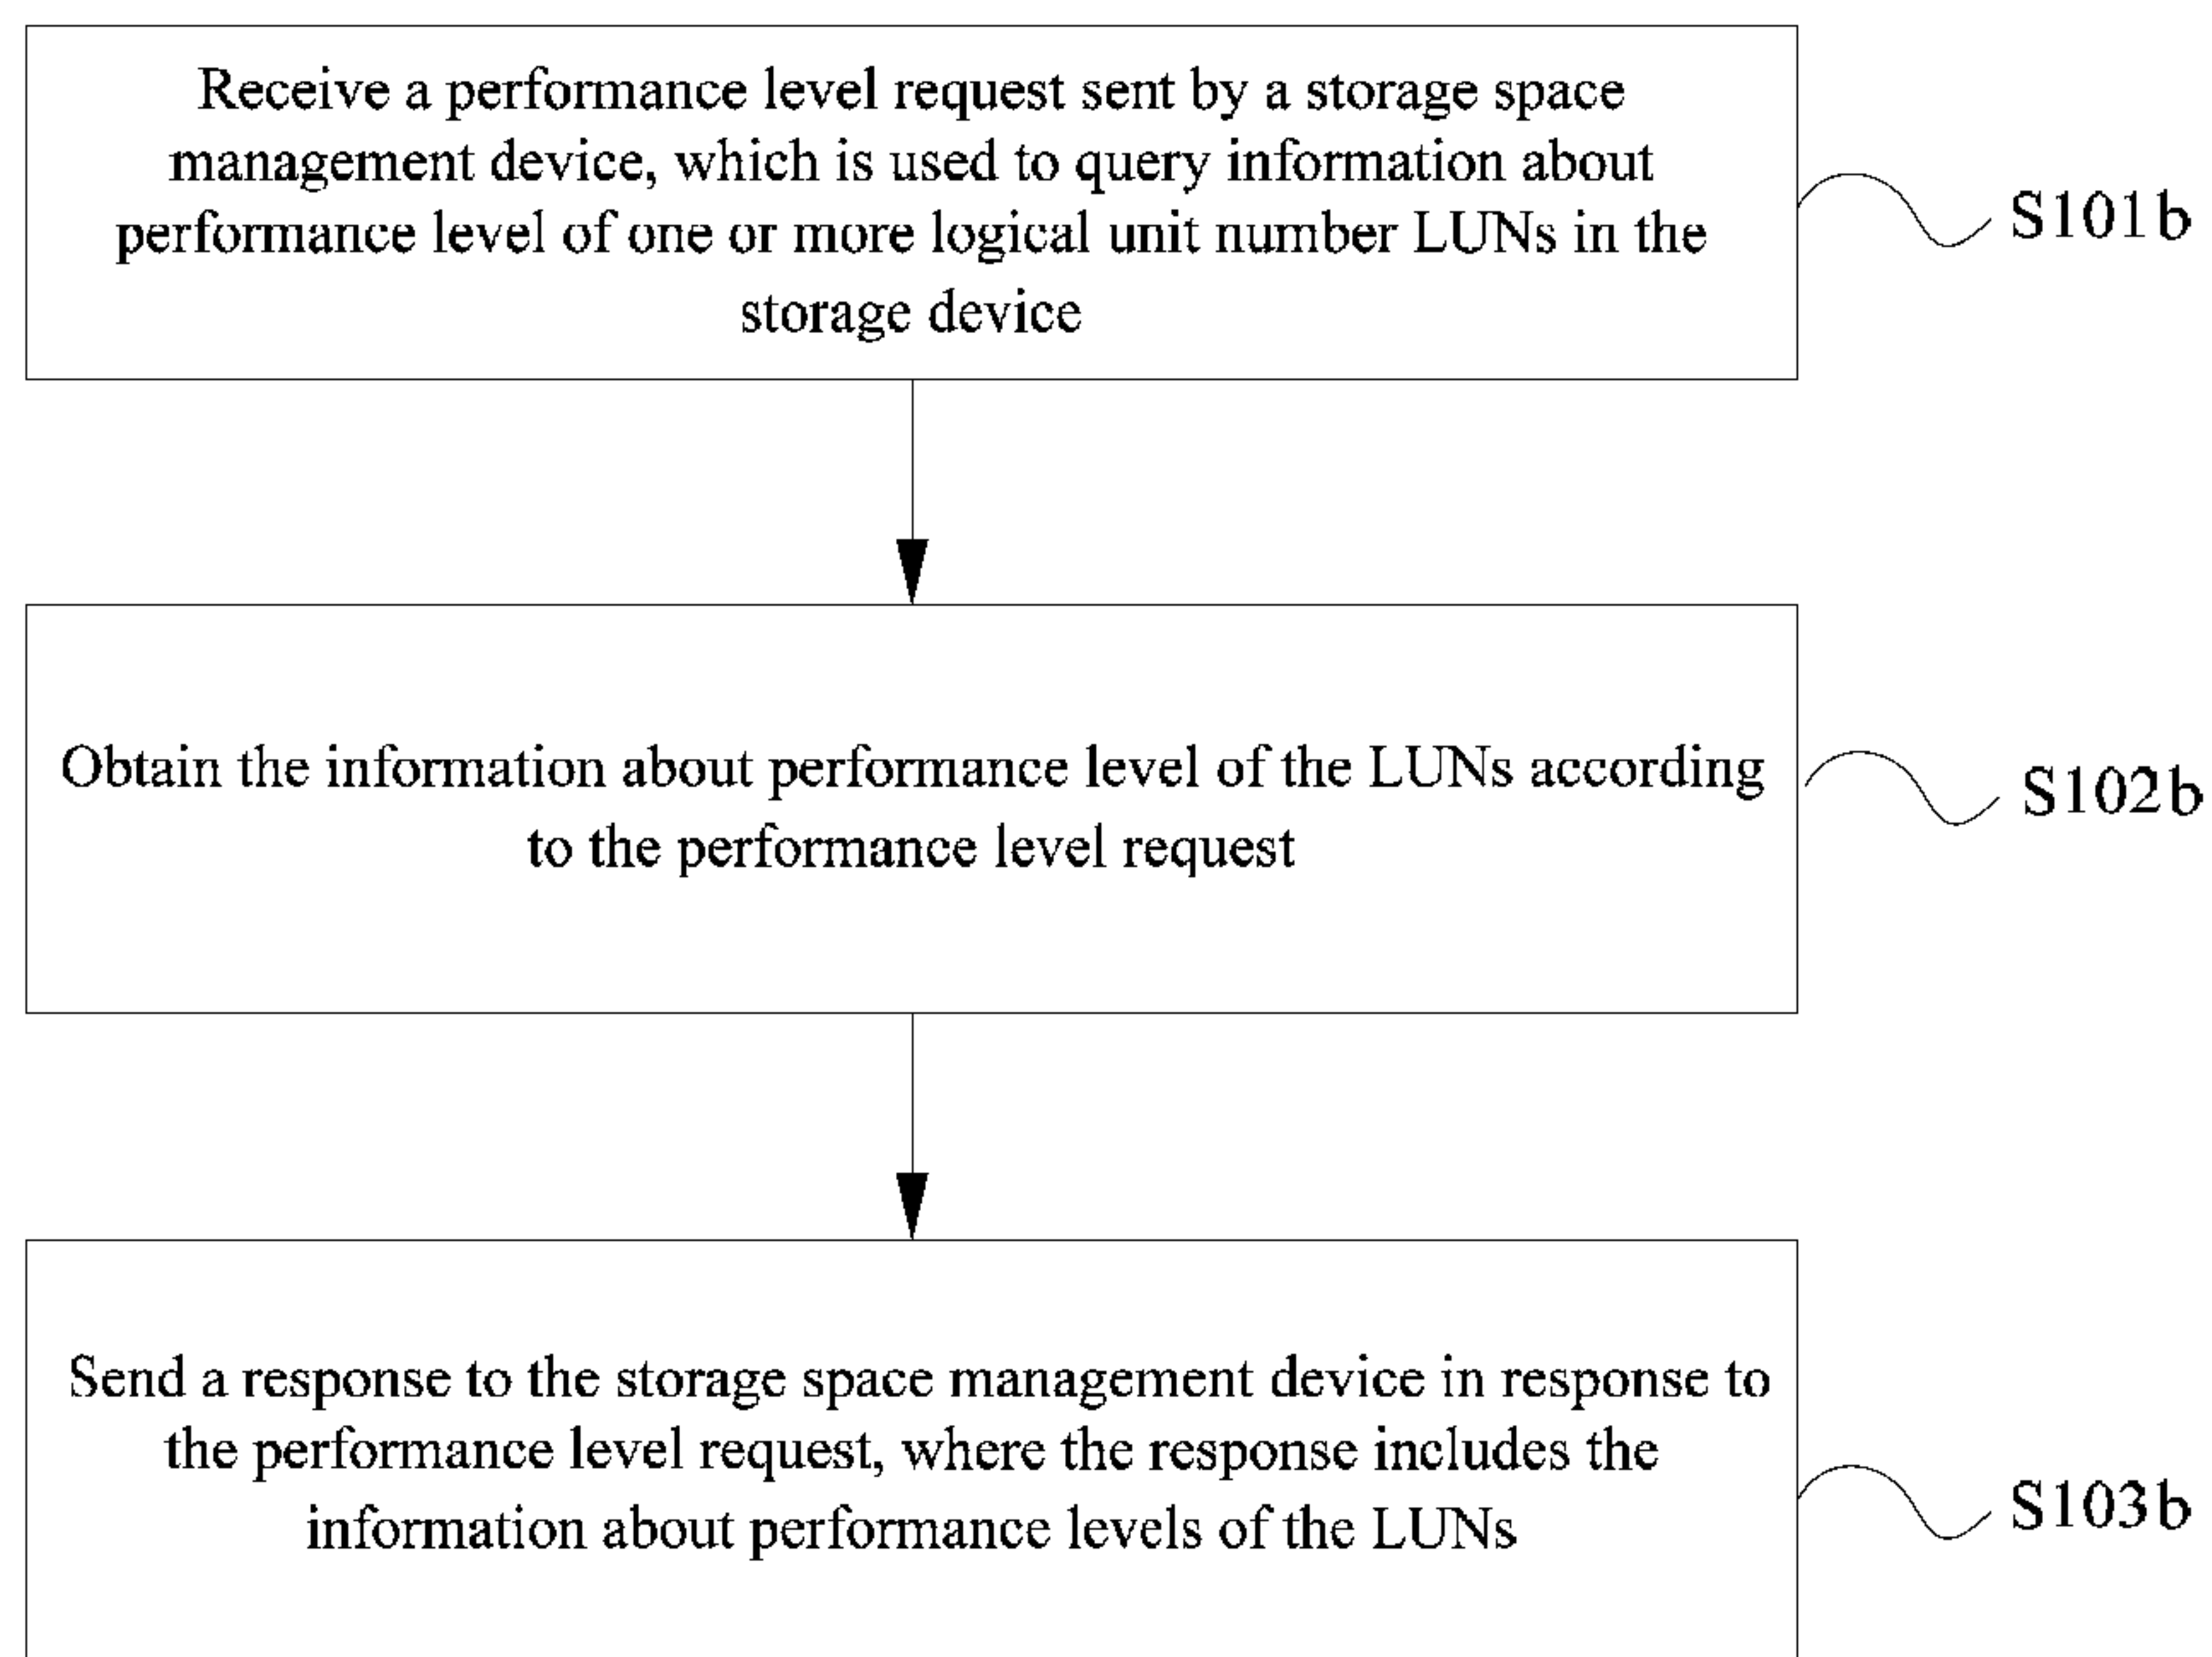 Receive a performance level request sent by a storage space
management device, which is used to query information about
performance level of one or more logical unit number LUNs in the
storage device
S101b
Obtain the information about performance level of the LUNs according
to the performance level request
S102b
Send a response to the storage space management device in response to
the performance level request, where the response includes the
information about performance levels of the LUNs
S103b